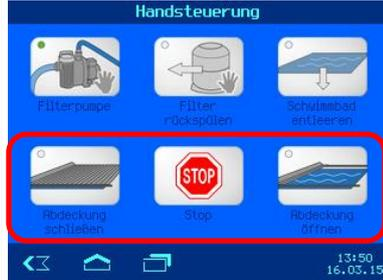 Handsteuerung
Filterpumpe
Filter
rückspülen
Schwimmbad
entleeren
STOP
Abdeckung
schließen
Stop
Abdeckung
öffnen
13:50
16.03.15